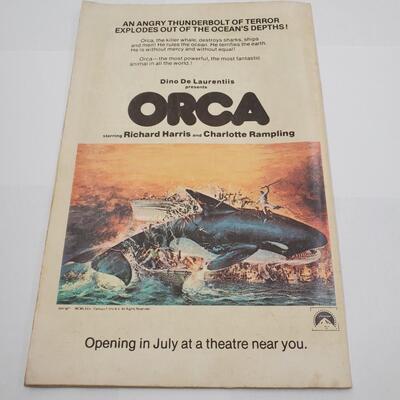 AN ANGRY THUNDERBOLT OF TERROR
EXPLODES OUT OF THE OCEAN'S DEPTHS!
Orca, the killer whale, destroys sharks, ships
and men! He rules the ocean. He terrifies the earth.
He is without mercy and without equal!
Orca—the most powerful, the most fantastic
animal in all the world!
Dino De Laurentiis
presents
ORCA
starring Richard Harris and Charlotte Rampling
Opening in July at a theatre near you.